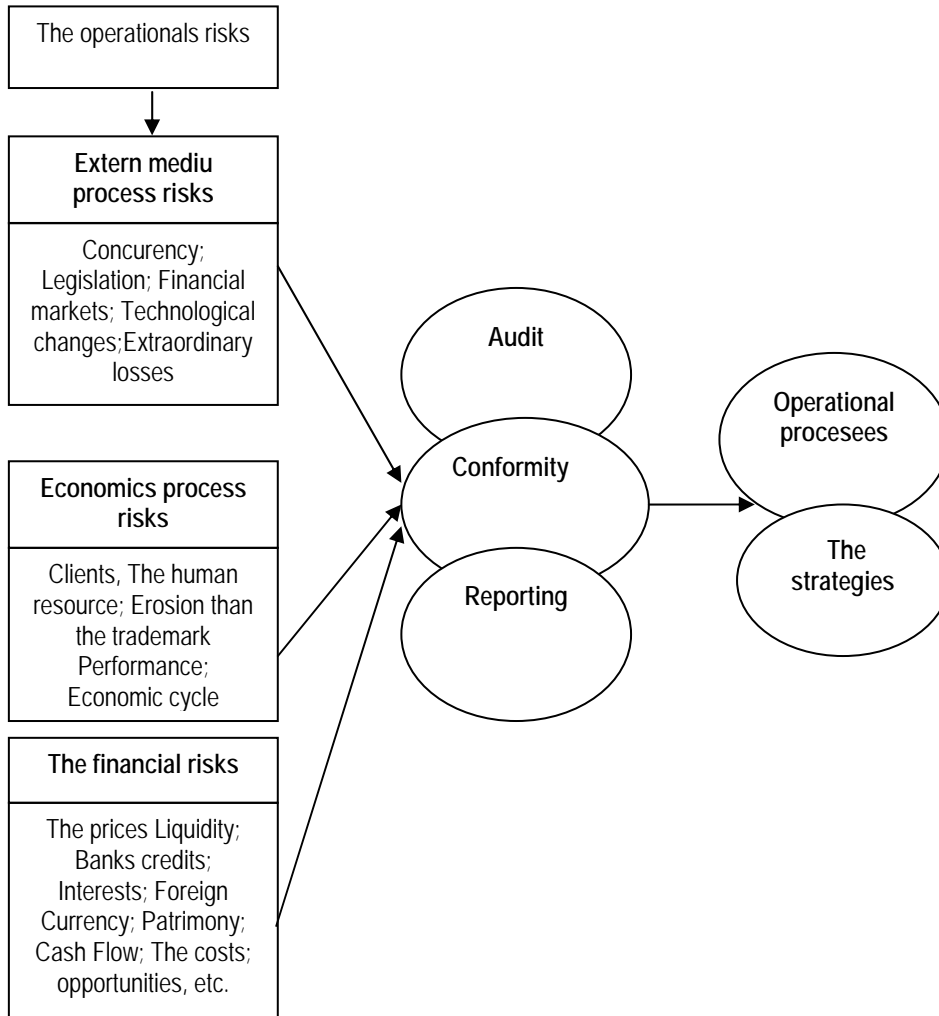 The operationals risks
Extern mediu
process risks
Concurency;
Legislation; Financial
markets; Technological
changes;Extraordinary
losses
Economics process
risks
Clients, The human
resource; Erosion than
the trademark
Performance;
Economic cycle
The financial risks
The prices Liquidity;
Banks credits;
Interests; Foreign
Currency; Patrimony;
Cash Flow; The costs;
opportunities, etc.
Audit
Conformity
Reporting
Operational
procesees
The
strategies